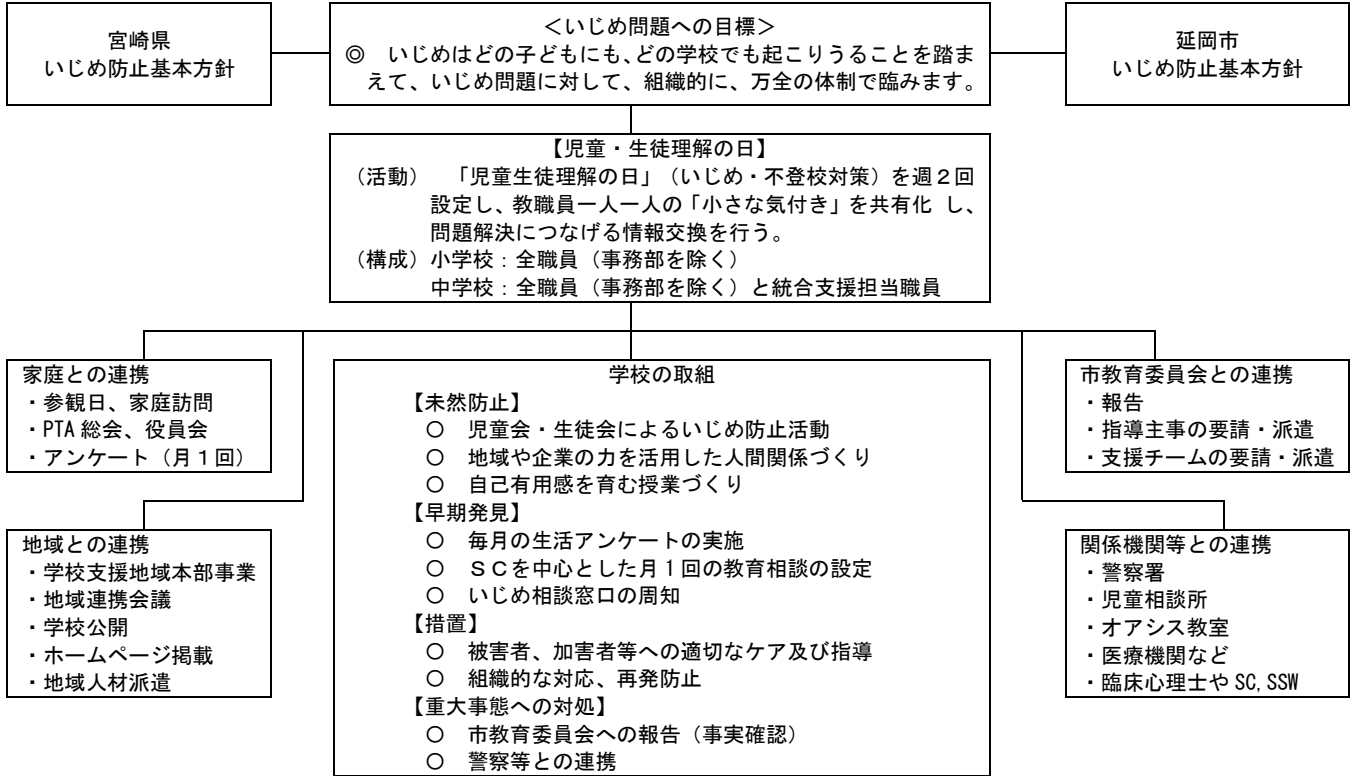 宮崎県
いじめ防止基本方針
＜いじめ問題への目標＞
◎　いじめはどの子どもにも、どの学校でも起こりうることを踏ま
えて、いじめ問題に対して、組織的に、万全の体制で臨みます。
延岡市
いじめ防止基本方針
【児童・生徒理解の日】
（活動）　「児童生徒理解の日」（いじめ・不登校対策）を週２回
設定し、教職員一人一人の「小さな気付き」を共有化 し、
問題解決につなげる情報交換を行う。
（構成）小学校：全職員（事務部を除く）
中学校：全職員（事務部を除く）と統合支援担当職員
家庭との連携
・参観日、家庭訪問
・PTA 総会、役員会
・アンケート（月１回）
地域との連携
・学校支援地域本部事業
・地域連携会議
・学校公開
・ホームページ掲載
・地域人材派遣
学校の取組
【未然防止】
○　児童会・生徒会によるいじめ防止活動
○　地域や企業の力を活用した人間関係づくり
○　自己有用感を育む授業づくり
【早期発見】
○　毎月の生活アンケートの実施
○　ＳＣを中心とした月１回の教育相談の設定
○　いじめ相談窓口の周知
【措置】
○　被害者、加害者等への適切なケア及び指導
○　組織的な対応、再発防止
【重大事態への対処】
○　市教育委員会への報告（事実確認）
○　警察等との連携
市教育委員会との連携
・報告
・指導主事の要請・派遣
・支援チームの要請・派遣
関係機関等との連携
・警察署
・児童相談所
・オアシス教室
・医療機関など
・臨床心理士や SC, SSW